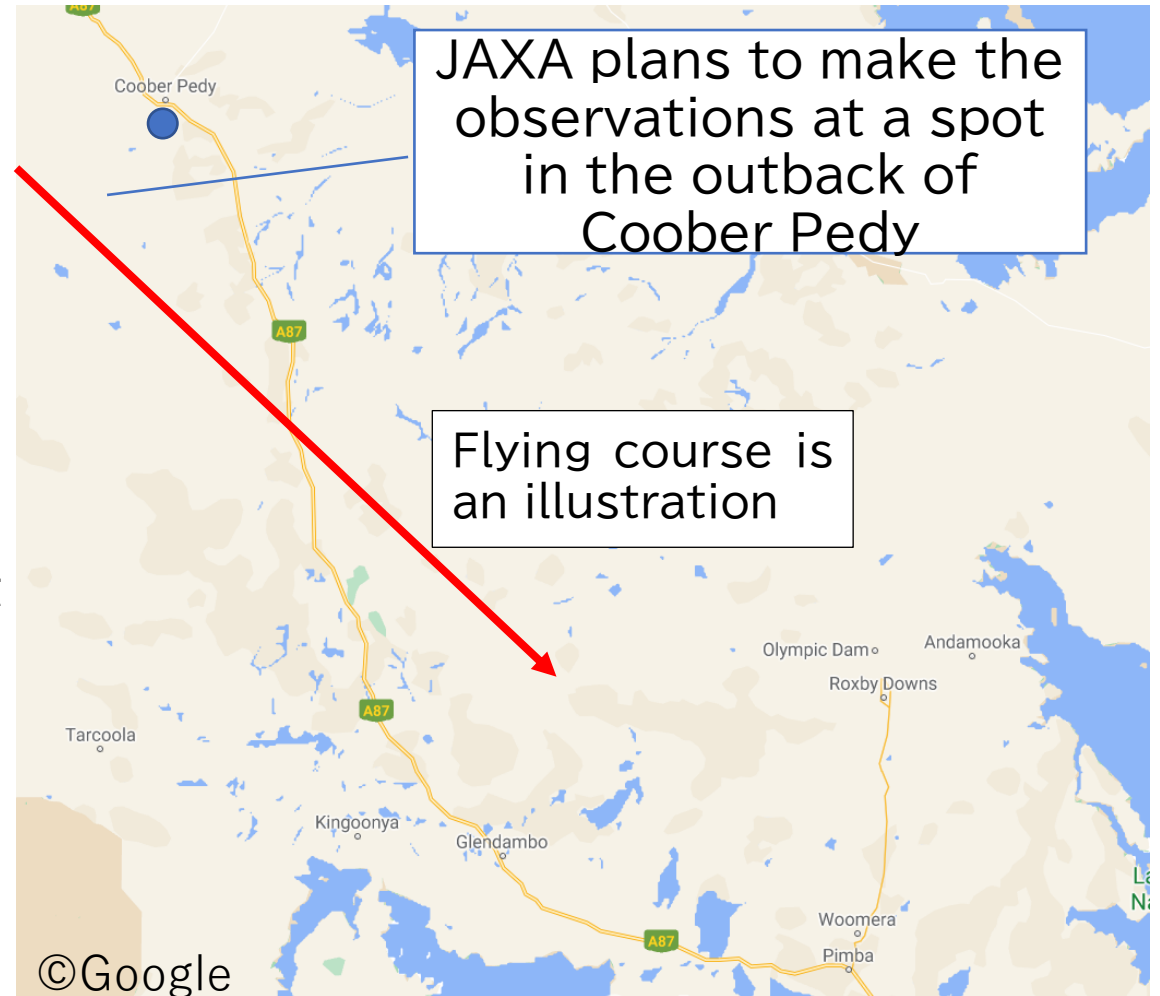 A87
Coober Pedy
JAXA plans to make the
observations at a spot
in the outback of
Coober Pedy
A87
Flying course is
an illustration
Olympic Dam
Andamooka
Roxby Downs
A87
Tarcoola
Kingoonya
Glendambo
Woomera
A87
Pimba
©Google